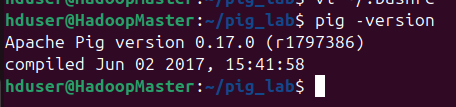 hduser@HadoopMaster:~/pig_lab$ vi ~/.bashrc
hduser@HadoopMaster:~/pig_lab$ pig -version
Apache Pig version 0.17.0 (r1797386)
compiled Jun 02 2017, 15:41:58
hduser@HadoopMaster:~/pig_lab$